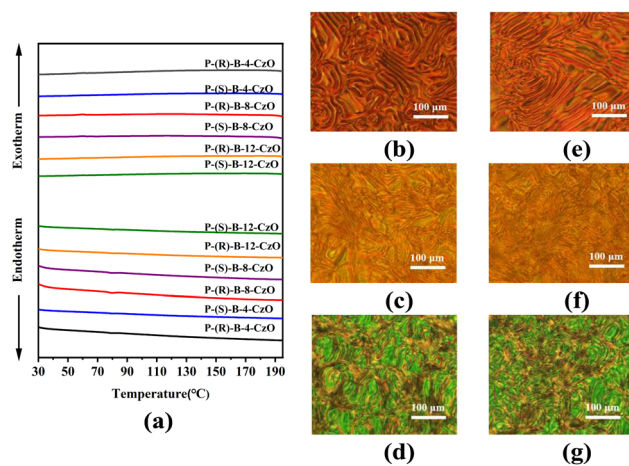 Exotherm
Endotherm
P-(R)-B-4-CzO
P-(S)-B-4-CzO
P-(R)-B-8-CzO
P-(S)-B-8-CzO
P-(R)-B-12-CzO
P-(S)-B-12-CzO
P-(S)-B-12-CzO
P-(R)-B-12-CzO
P-(S)-B-8-CzO
P-(R)-B-8-CzO
P-(S)-B-4-CzO
P-(R)-B-4-CzO
30 50 70 90 110 130 150 170 190
Temperature(°C)
(a)
100 μm
(b)
100 μm
(e)
100 μm
(c)
100 μm
(f)
100 μm
(d)
100 μm
(g)